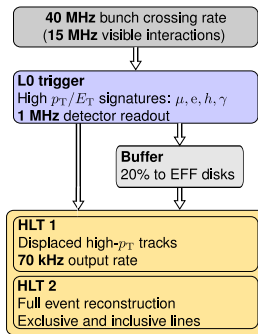 40 MHz bunch crossing rate
(15 MHz visible interactions)
L0 trigger
High pT/ET signatures: μ, e, h, γ
1 MHz detector readout
Buffer
20% to EFF disks
HLT 1
Displaced high-pT tracks
70 kHz output rate
HLT 2
Full event reconstruction
Exclusive and inclusive lines